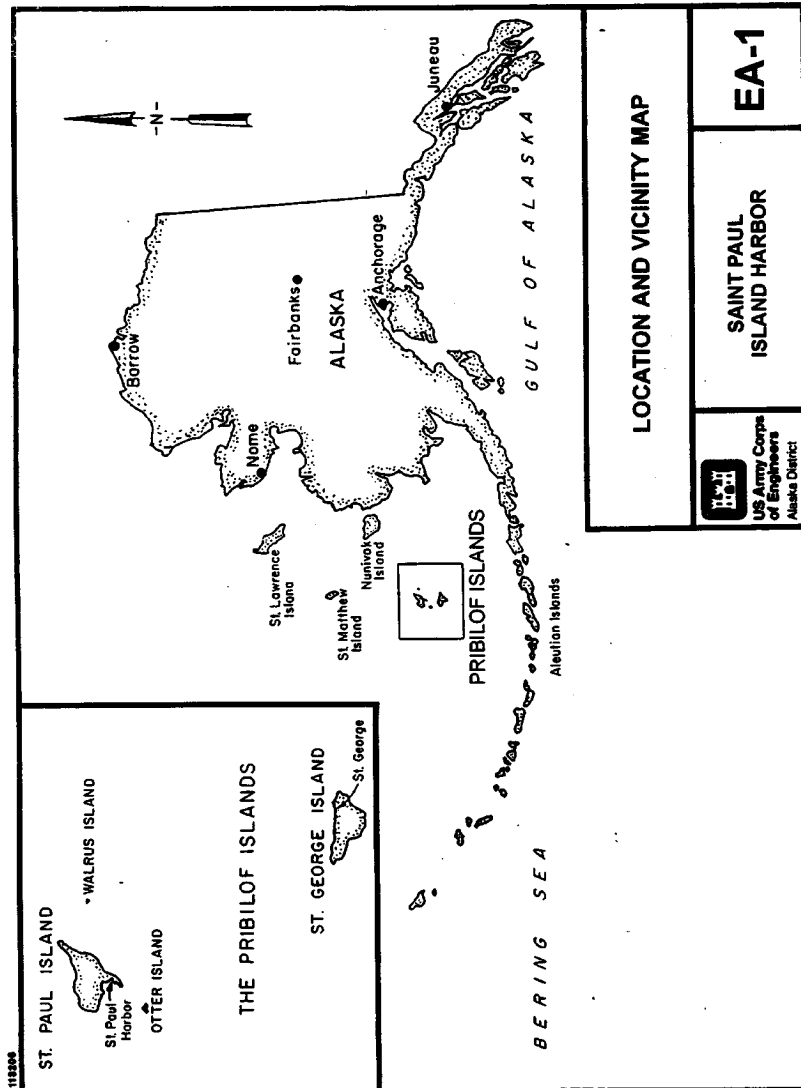 118206
ST. PAUL ISLAND
WALRUS ISLAND
St. Paul
Harbor
OTTER ISLAND
THE PRIBILOF ISLANDS
ST. GEORGE ISLAND
St. George
-N-
Barrow
Nome
Fairbanks
ALASKA
Anchorage
Juneau
St. Lawrence
Island
St. Matthew
Island
Nunivak
Island
PRIBILOF ISLANDS
Aleutian Islands
GULF OF ALASKA
BERING SEA
LOCATION AND VICINITY MAP
US Army Corps
of Engineers
Alaska District
SAINT PAUL
ISLAND HARBOR
EA-1